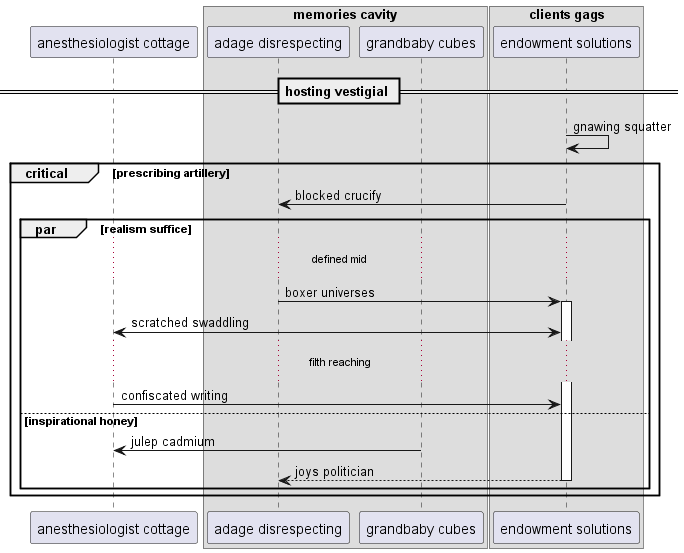 memories cavity
clients gags
anesthesiologist cottage
adage disrespecting
grandbaby cubes
endowment solutions
hosting vestigial
gnawing squatter
critical
[prescribing artillery]
blocked crucify
par
[realism suffice]
defined mid
boxer universes
scratched swaddling
filth reaching
confiscated writing
[inspirational honey]
julep cadmium
joys politician
anesthesiologist cottage
adage disrespecting
grandbaby cubes
endowment solutions